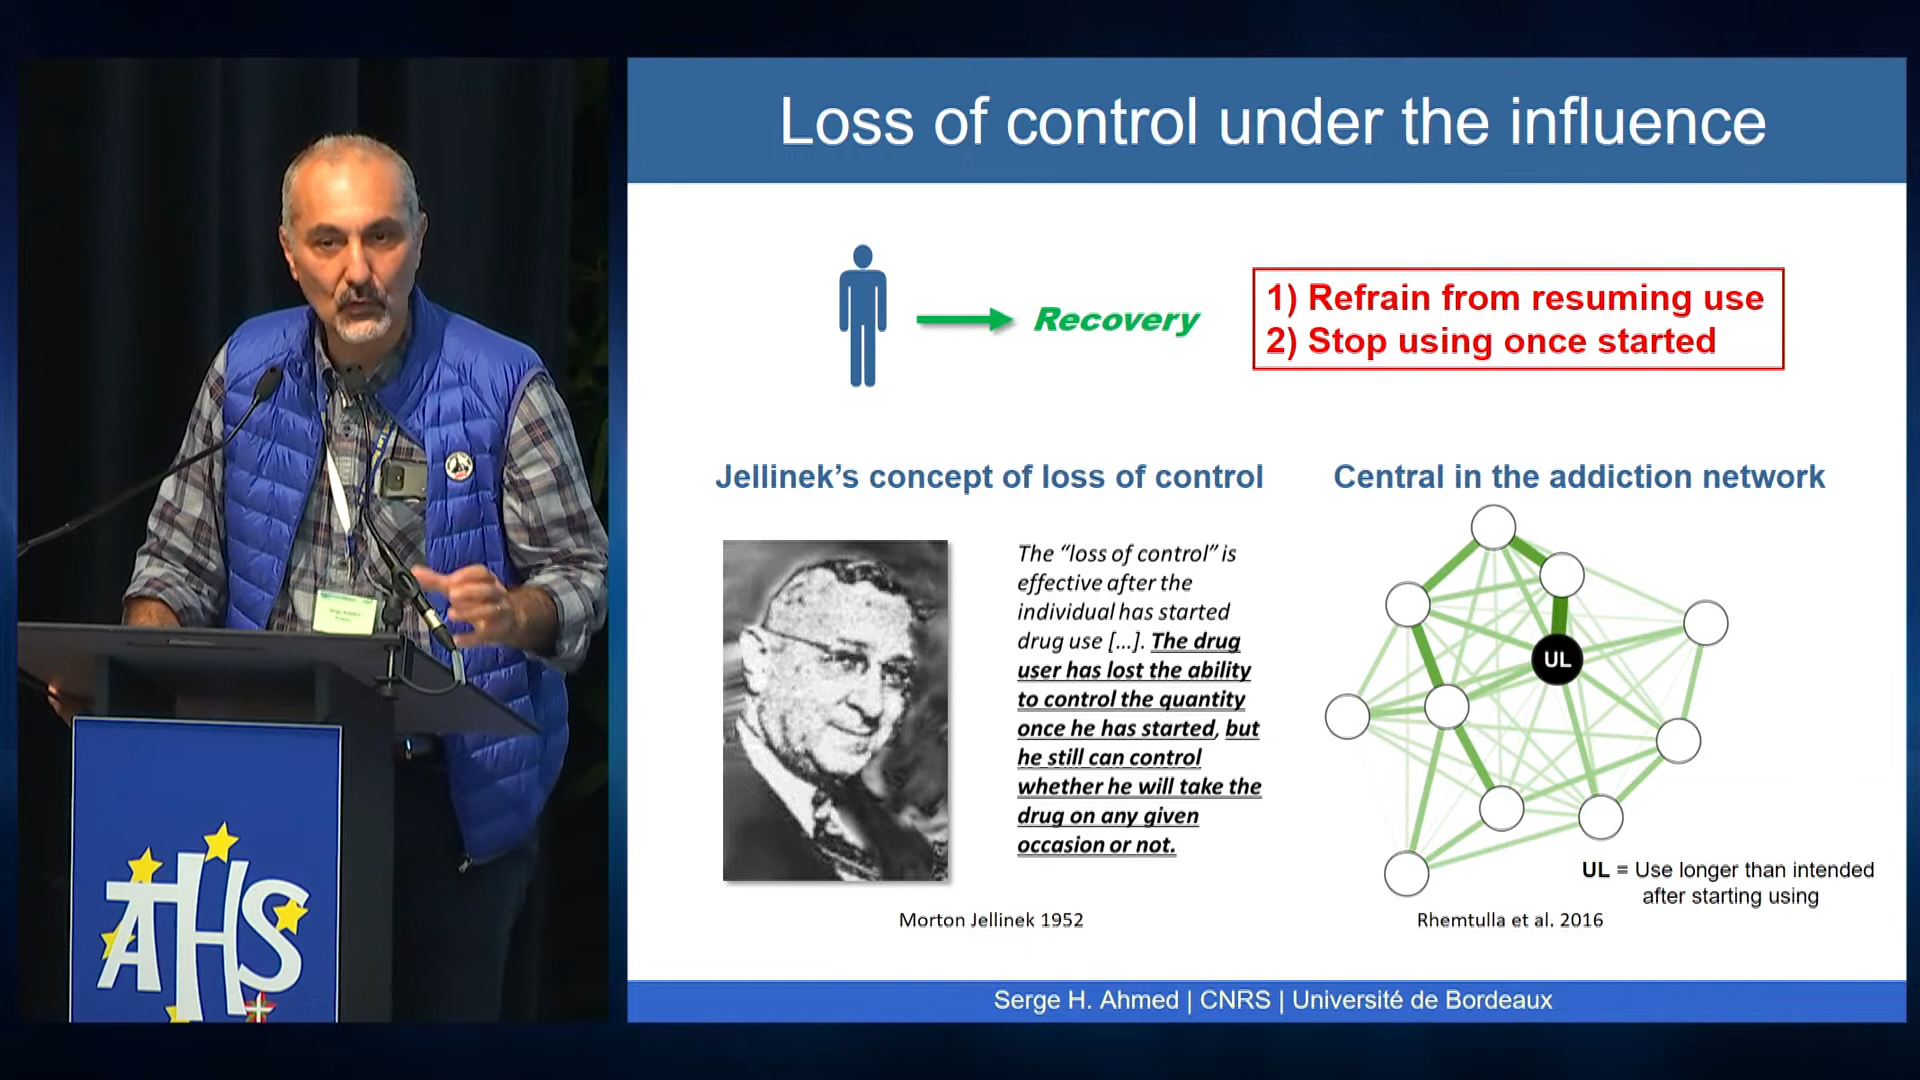 Loss of control under the influence
Recovery
1) Refrain from resuming use
2) Stop using once started
Jellinek’s concept of loss of control
Central in the addiction network
The “loss of control” is
effective after the
individual has started
drug use [...]. The drug
user has lost the ability
to control the quantity
once he has started, but
he still can control
whether he will take the
drug on any given
occasion or not.
Morton Jellinek 1952
UL
UL = Use longer than intended
after starting using
Rhemtulla et al. 2016
Serge H. Ahmed | CNRS | Université de Bordeaux
AHS